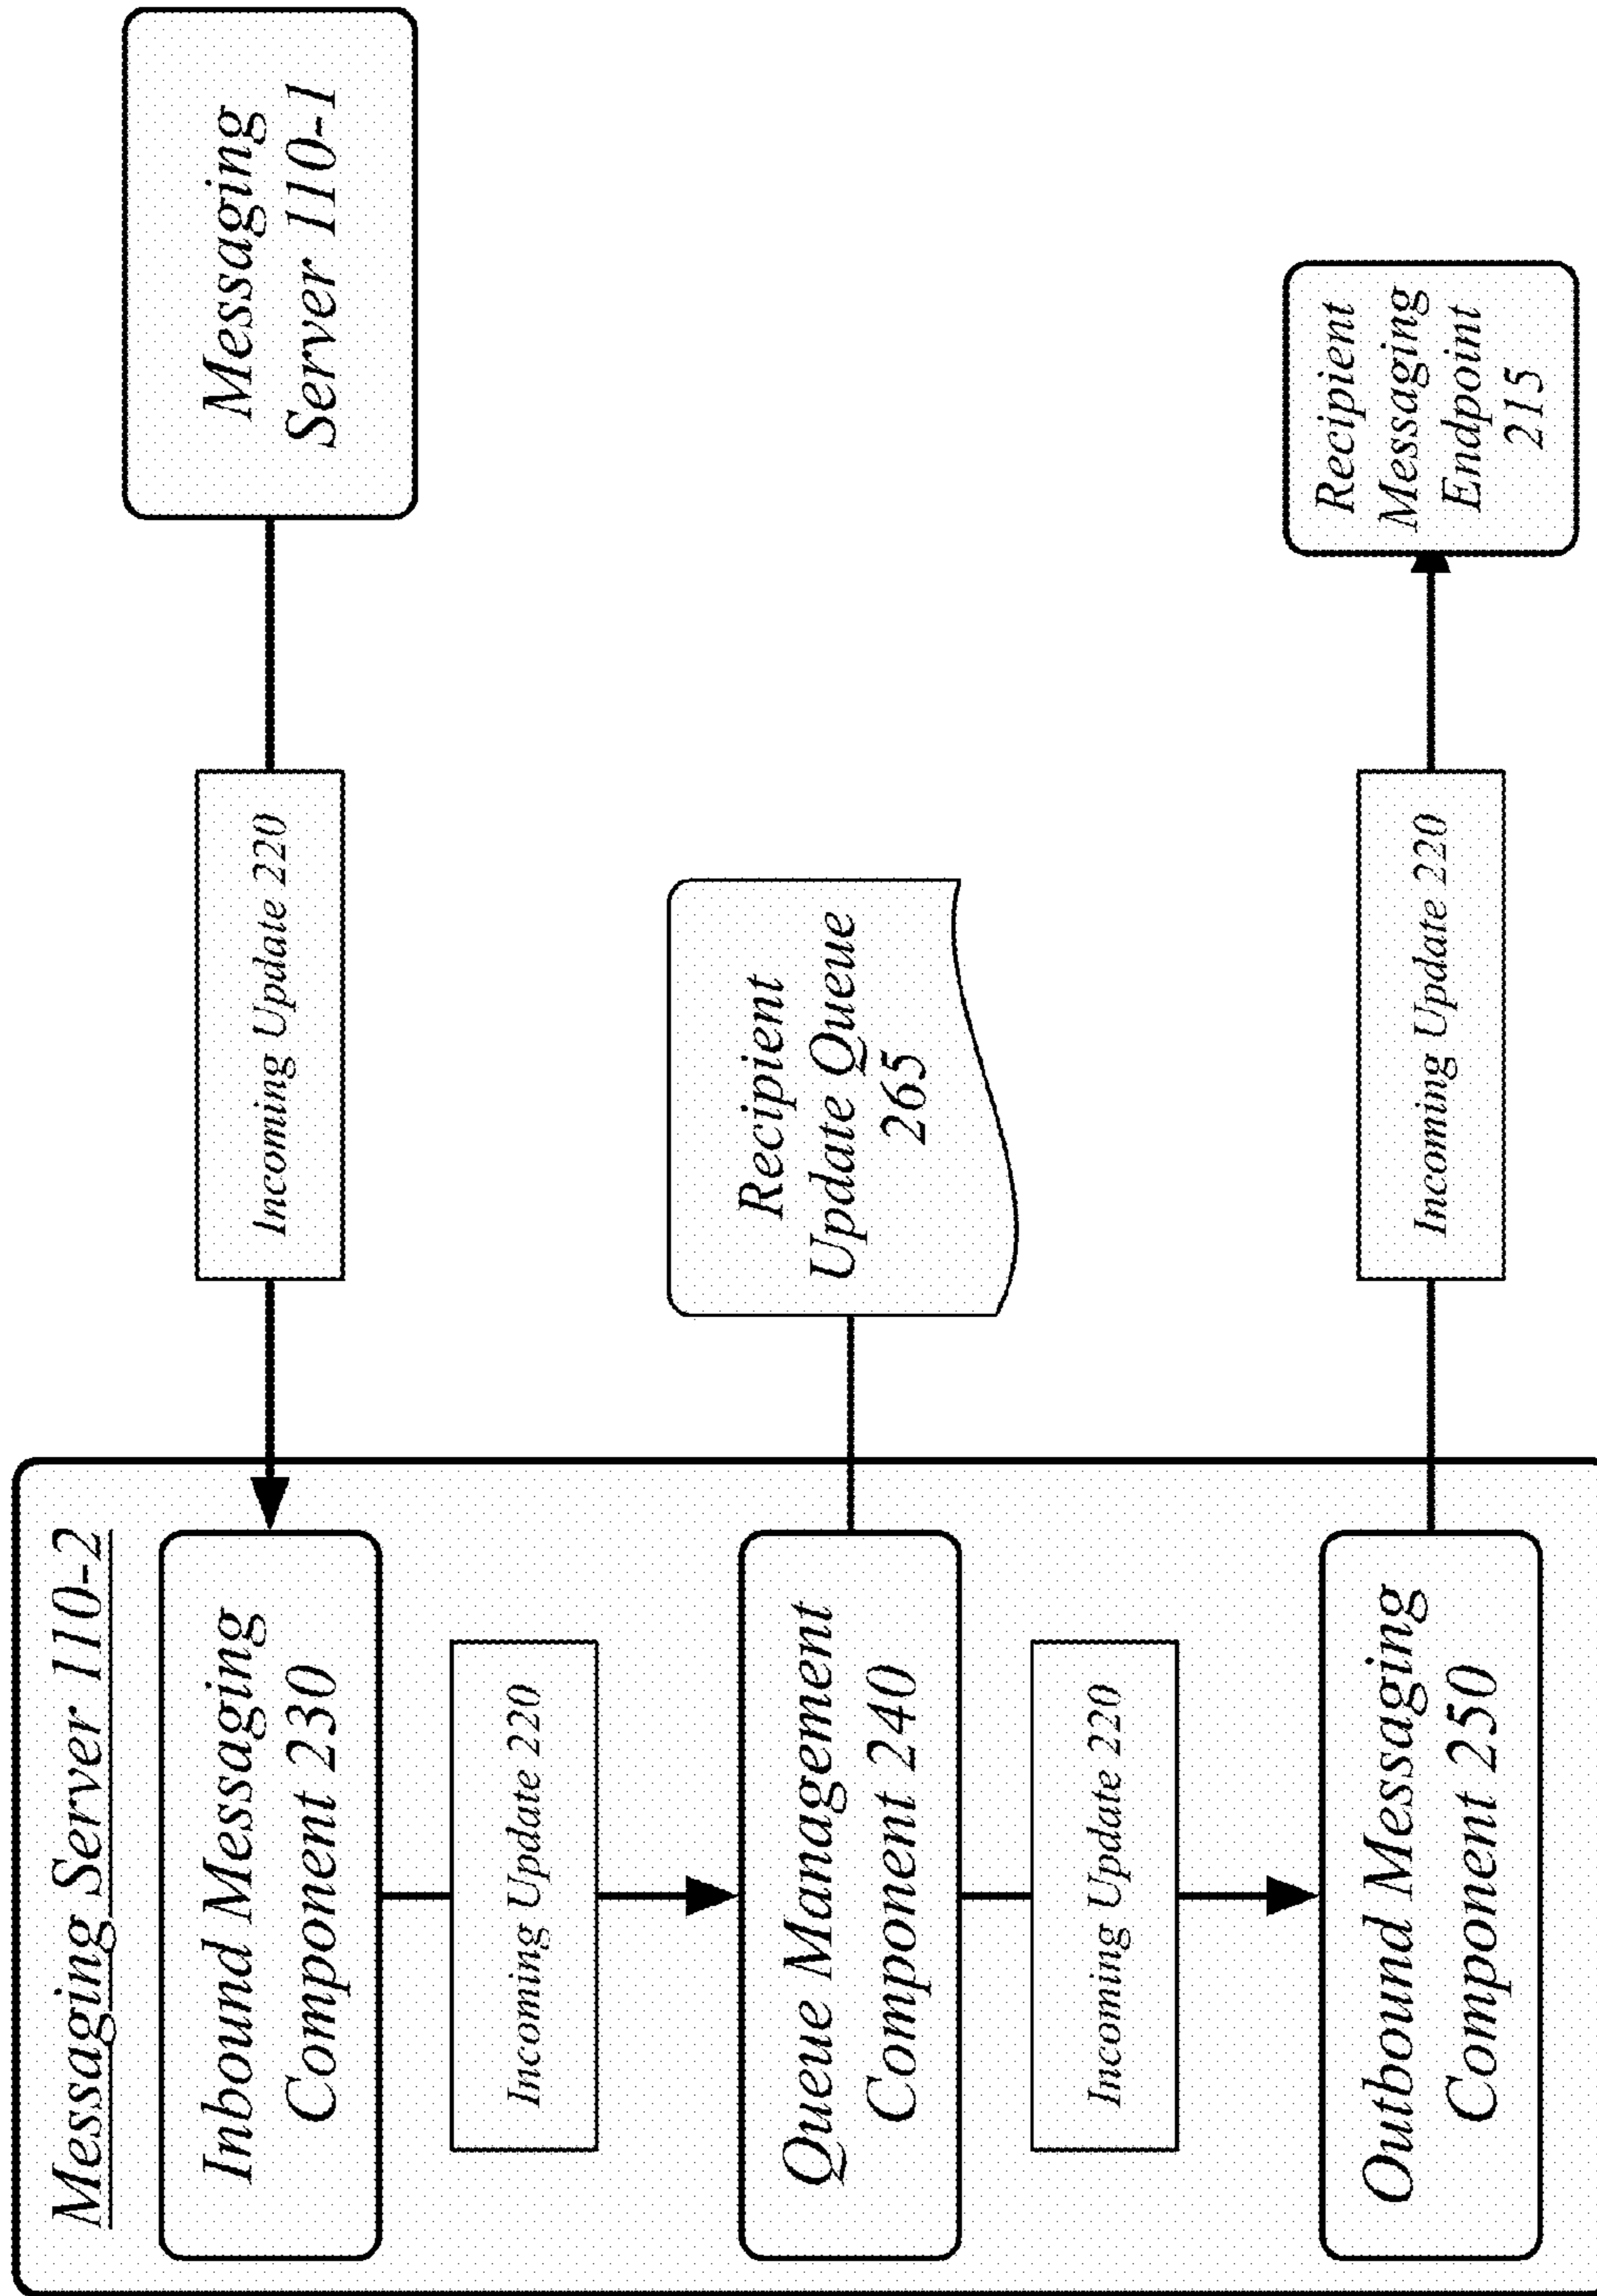 Messaging Server 110-2
Inbound Messaging
Component 230
Incoming Update 220
Messaging
Server 110-1
Incoming Update 220
Queue Management
Component 240
Recipient
Update Queue
265
Incoming Update 220
Outbound Messaging
Component 250
Incoming Update 220
Recipient
Messaging
Endpoint
215